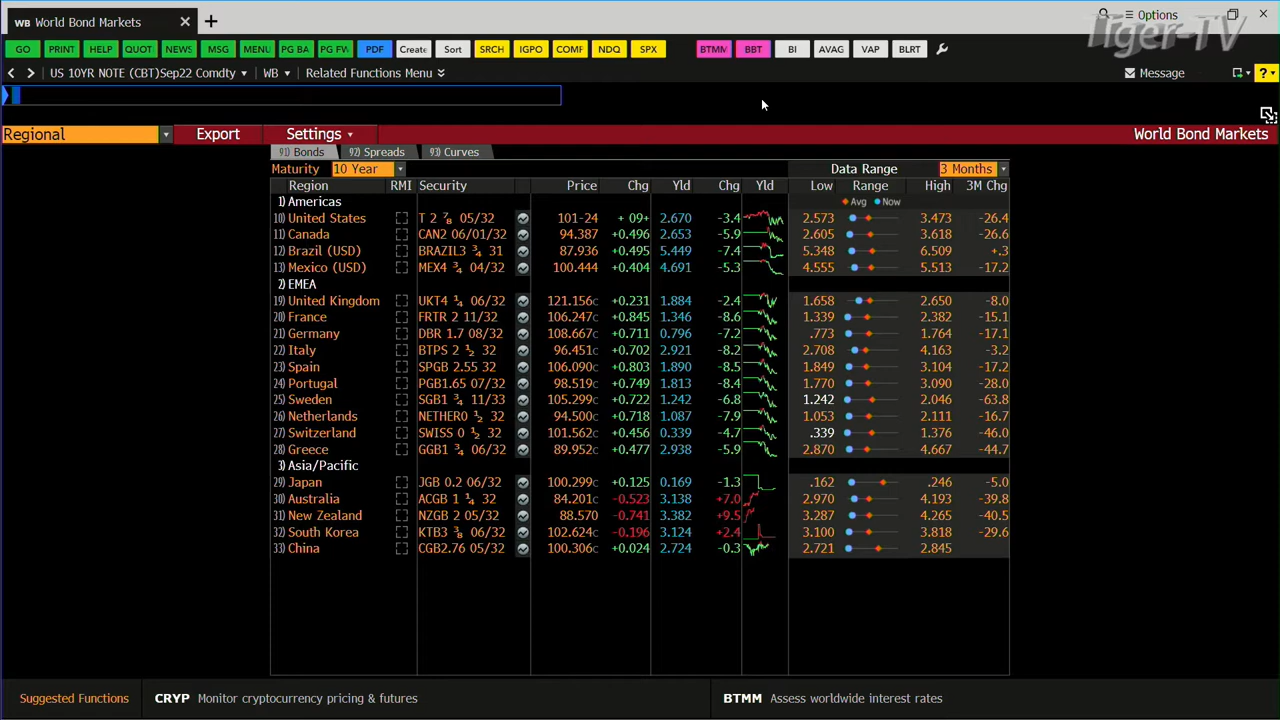 WB World Bond Markets × +
Options
Tiger-TV
GO PRINT HELP QUOT NEWS MSG MENU PG BA PG FW PDF Create Sort SRCH IGPO COMF NDQ SPX BTMM BBT BI AVAG VAP BLRT
US 10YR NOTE (CBT)Sep22 Comdty WB Related Functions Menu Message ?
Regional Export Settings World Bond Markets
91) Bonds 92) Spreads 93) Curves
Maturity 10 Year Data Range 3 Months
Region RMI Security Price Chg Yld Chg Yld Low Range High 3M Chg
1) Americas Avg Now
10) United States T 2 ⅞ 05/32 101-24 + 09+ 2.670 -3.4 2.573 3.473 -26.4
11) Canada CAN2 06/01/32 94.387 +0.496 2.653 -5.9 2.605 3.618 -26.6
12) Brazil (USD) BRAZIL3 ¾ 31 87.936 +0.495 5.449 -7.4 5.348 6.509 +.3
13) Mexico (USD) MEX4 ¾ 04/32 100.444 +0.404 4.691 -5.3 4.555 5.513 -17.2
2) EMEA
19) United Kingdom UKT4 ¼ 06/32 121.156C +0.231 1.884 -2.4 1.658 2.650 -8.0
20) France FRTR 2 11/32 106.247C +0.845 1.346 -8.6 1.339 2.382 -15.1
21) Germany DBR 1.7 08/32 108.667C +0.711 0.796 -7.2 .773 1.764 -17.1
22) Italy BTPS 2 ½ 32 96.451C +0.702 2.921 -8.2 2.708 4.163 -3.2
23) Spain SPGB 2.55 32 106.090C +0.803 1.890 -8.5 1.849 3.104 -17.2
24) Portugal PGB1.65 07/32 98.519C +0.749 1.813 -8.4 1.770 3.090 -28.0
25) Sweden SGB1 ¾ 11/33 105.299C +0.722 1.242 -6.8 1.242 2.046 -63.8
26) Netherlands NETHER0 ½ 32 94.500C +0.718 1.087 -7.9 1.053 2.111 -16.7
27) Switzerland SWISS 0 ½ 32 101.562C +0.456 0.339 -4.7 .339 1.376 -46.0
28) Greece GGB1 ¾ 06/32 89.952C +0.477 2.938 -5.9 2.870 4.667 -44.7
3) Asia/Pacific
29) Japan JGB 0.2 06/32 100.299C +0.125 0.169 -1.3 .162 .246 -5.0
30) Australia ACGB 1 ¼ 32 84.201C -0.523 3.138 +7.0 2.970 4.193 -39.8
31) New Zealand NZGB 2 05/32 88.570 -0.741 3.382 +9.5 3.287 4.265 -40.5
32) South Korea KTB3 ⅜ 06/32 102.624C -0.196 3.124 +2.4 3.100 3.818 -29.6
33) China CGB2.76 05/32 100.306C +0.024 2.724 -0.3 2.721 2.845
Suggested Functions CRYP Monitor cryptocurrency pricing & futures BTMM Assess worldwide interest rates